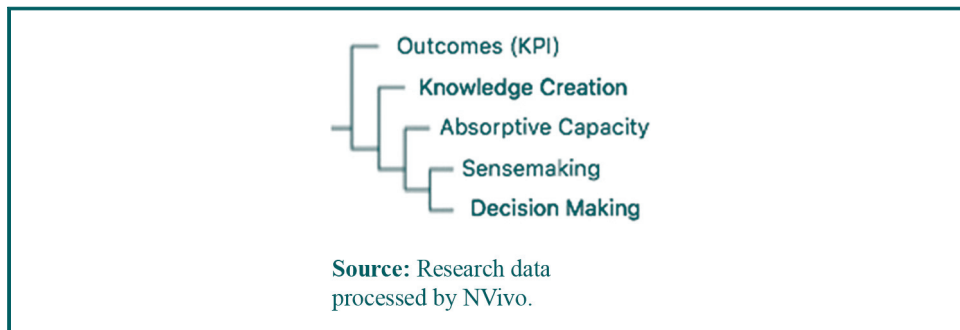 Outcomes (KPI)
Knowledge Creation
Absorptive Capacity
Sensemaking
Decision Making
Source: Research data
processed by NVivo.